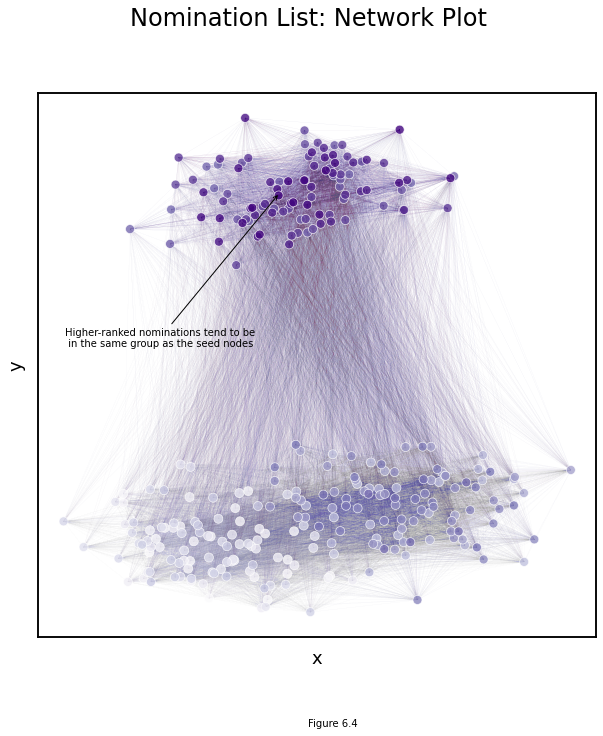 Nomination List: Network Plot
Higher-ranked nominations tend to be
in the same group as the seed nodes
y
x
Figure 6.4